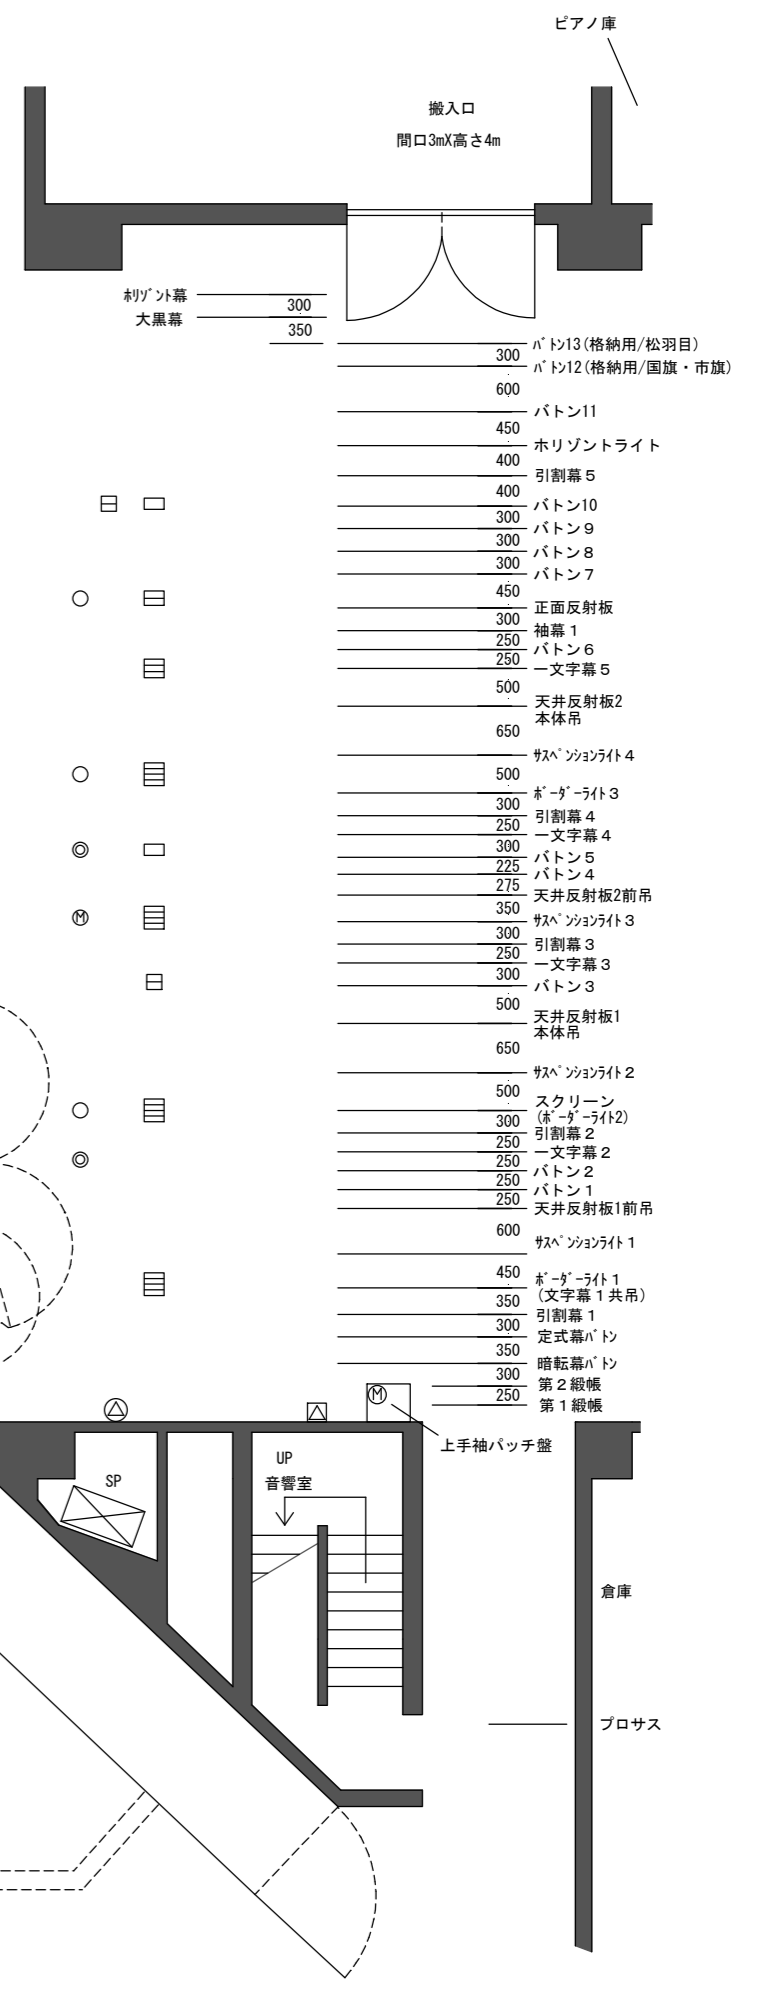 ピアノ庫
搬入口
間口3mX高さ4m
ﾎﾘｿﾞﾝﾄ幕
300
大黒幕
350
ﾊﾞﾄﾝ13(格納用/松羽目)
300
ﾊﾞﾄﾝ12(格納用/国旗・市旗)
600
バトン11
450
ホリゾントライト
400
引割幕５
400
バトン10
300
バトン９
300
バトン８
300
バトン７
450
正面反射板
300
袖幕１
250
バトン６
250
一文字幕５
500
天井反射板2
本体吊
650
ｻｽﾍﾟﾝｼｮﾝﾗｲﾄ４
500
ﾎﾞｰﾀﾞｰﾗｲﾄ３
300
引割幕４
250
一文字幕４
300
バトン５
225
バトン４
275
天井反射板2前吊
350
Ⓜ
ｻｽﾍﾟﾝｼｮﾝﾗｲﾄ３
300
引割幕３
250
一文字幕３
300
バトン３
500
天井反射板1
本体吊
650
ｻｽﾍﾟﾝｼｮﾝﾗｲﾄ２
500
スクリーン
(ﾎﾞｰﾀﾞｰﾗｲﾄ2)
300
引割幕２
250
一文字幕２
250
バトン２
250
バトン１
250
天井反射板1前吊
600
ｻｽﾍﾟﾝｼｮﾝﾗｲﾄ１
450
ﾎﾞｰﾀﾞｰﾗｲﾄ１
(文字幕１共吊)
350
引割幕１
300
定式幕ﾊﾞﾄﾝ
350
暗転幕ﾊﾞﾄﾝ
300
第２緞帳
250
第１緞帳
Ⓜ
上手袖パッチ盤
UP
音響室
SP
倉庫
プロサス